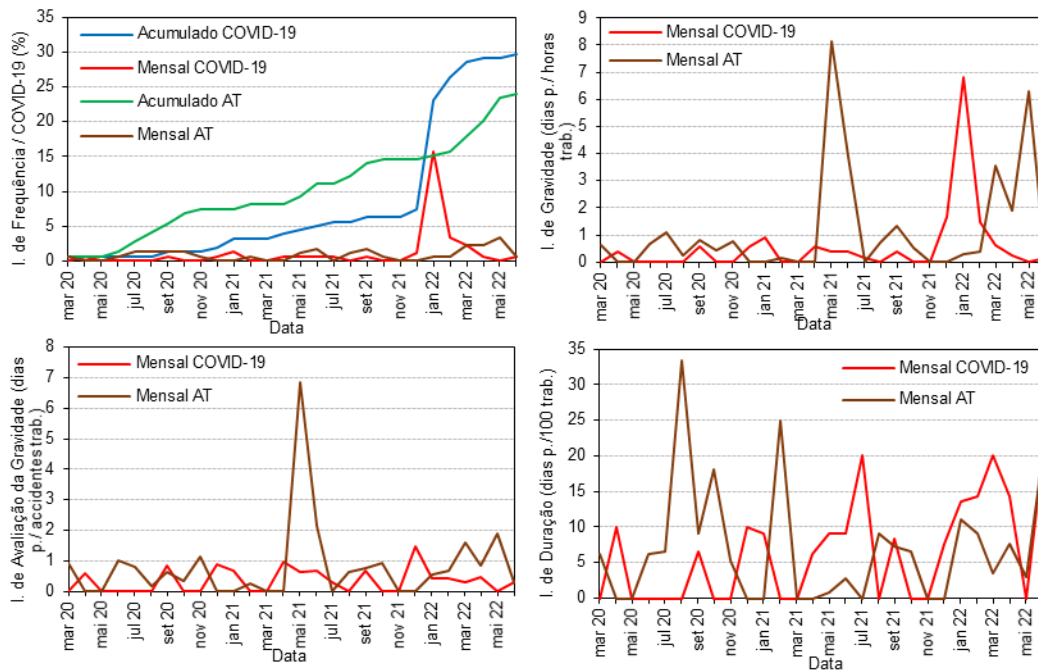 I. de Frequência / COVID-19 (%)
35
30
25
20
15
10
5
0
Acumulado COVID-19
Mensal COVID-19
Acumulado AT
Mensal AT
mar 20
mai 20
jul 20
set 20
nov 20
jan 21
mar 21
mai 21
jul 21
set 21
nov 21
jan 22
mar 22
mai 22
Data
I. de Gravidade (dias p./ horas
trab.)
9
8
7
6
5
4
3
2
1
0
Mensal COVID-19
Mensal AT
mar 20
mai 20
jul 20
set 20
nov 20
jan 21
mar 21
mai 21
jul 21
set 21
nov 21
jan 22
mar 22
mai 22
Data
I. de Avaliação da Gravidade (dias
p./ accidentes trab.)
8
7
6
5
4
3
2
1
0
Mensal COVID-19
Mensal AT
mar 20
mai 20
jul 20
set 20
nov 20
jan 21
mar 21
mai 21
jul 21
set 21
nov 21
jan 22
mar 22
mai 22
Data
I. de Duração (dias p./100 trab.)
35
30
25
20
15
10
5
0
Mensal COVID-19
Mensal AT
mar 20
mai 20
jul 20
set 20
nov 20
jan 21
mar 21
mai 21
jul 21
set 21
nov 21
jan 22
mar 22
mai 22
Data